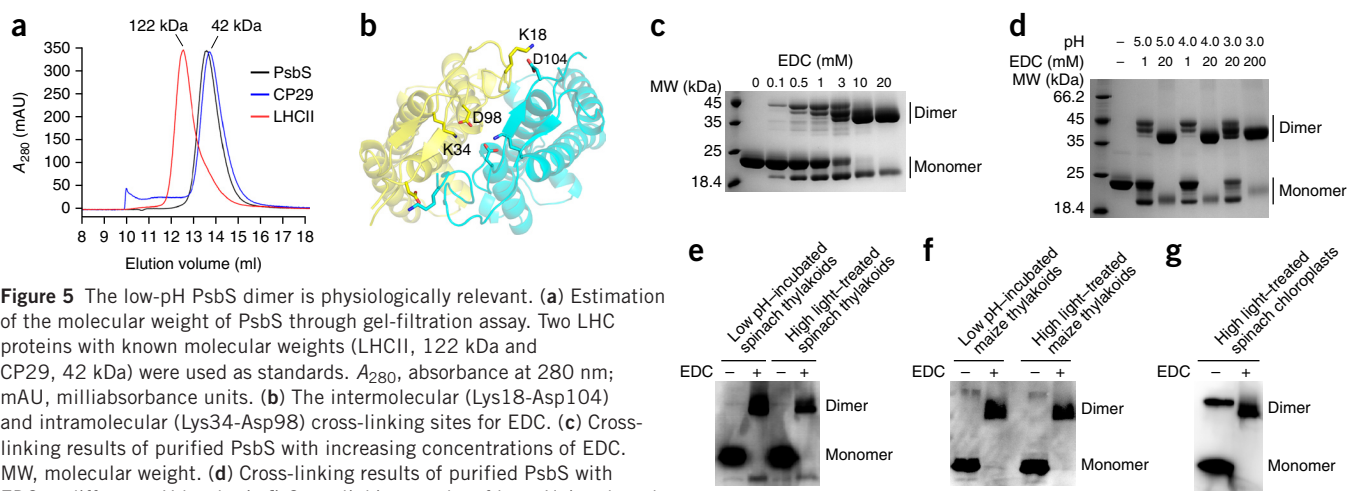 a
122 kDa
42 kDa
350
300
250
200
150
100
50
0
A280 (mAU)
PsbS
CP29
LHCII
8 9 10 11 12 13 14 15 16 17 18
Elution volume (ml)
b
K18
D104
D98
K34
c
EDC (mM)
MW (kDa) 0 0.1 0.5 1 3 10 20
45
35
25
18.4
Dimer
Monomer
d
pH – 5.0 5.0 4.0 4.0 3.0 3.0
EDC (mM) – 1 20 1 20 20 200
MW (kDa)
66.2
45
35
25
18.4
Dimer
Monomer
Figure 5 The low-pH PsbS dimer is physiologically relevant. (a) Estimation
of the molecular weight of PsbS through gel-filtration assay. Two LHC
proteins with known molecular weights (LHCII, 122 kDa and
CP29, 42 kDa) were used as standards. A280, absorbance at 280 nm;
mAU, milliabsorbance units. (b) The intermolecular (Lys18-Asp104)
and intramolecular (Lys34-Asp98) cross-linking sites for EDC. (c) Cross-
linking results of purified PsbS with increasing concentrations of EDC.
MW, molecular weight. (d) Cross-linking results of purified PsbS with
e
Low pH–incubated
spinach thylakoids
High light–treated
spinach thylakoids
EDC – + – +
Dimer
Monomer
f
Low pH–incubated
maize thylakoids
High light–treated
maize thylakoids
EDC – + – +
Dimer
Monomer
g
High light–treated
spinach chloroplasts
EDC – +
Dimer
Monomer